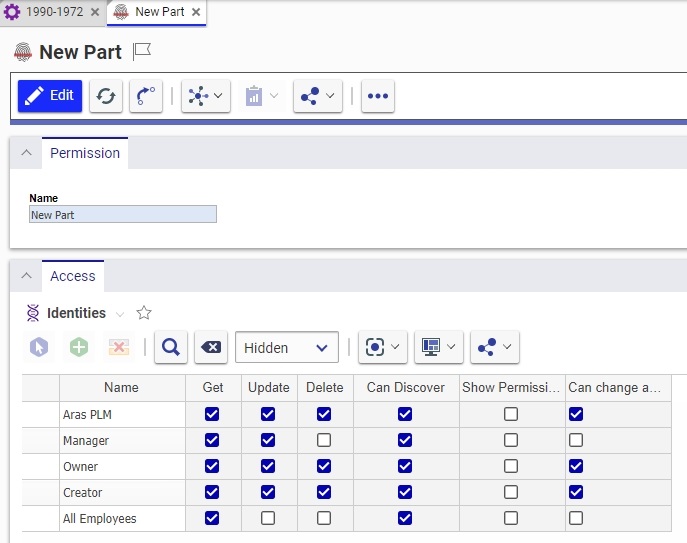 1990-1972 New Part
New Part
Edit
Permission
Name
New Part
Access
Identities
Hidden
Name Get Update Delete Can Discover Show Permissi... Can change a...
Aras PLM
Manager
Owner
Creator
All Employees